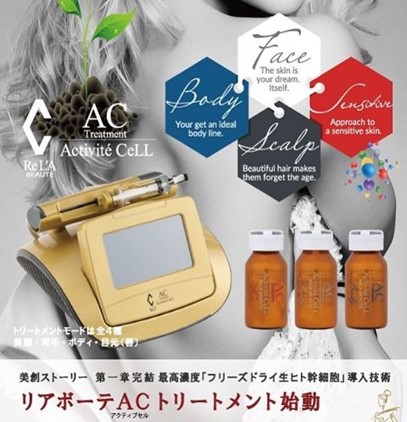 Face
The skin is
your dream.
Itself.
Body
Your get an ideal
body line.
Sensitive
Approach to
a sensitive skin.
Scalp
Beautiful hair makes
them forget the age.
AC
Treatment
Activité CeLL
ReLA
BEAUTÉ
AC
AC
AC
トリートメントモードは全4種
美顔・育毛・ボディ・目元(唇)
美創ストーリー 第一章完結 最高濃度「フリーズドライ生ヒト幹細胞」導入技術
リアボーテACトリートメント始動
アクティブセル